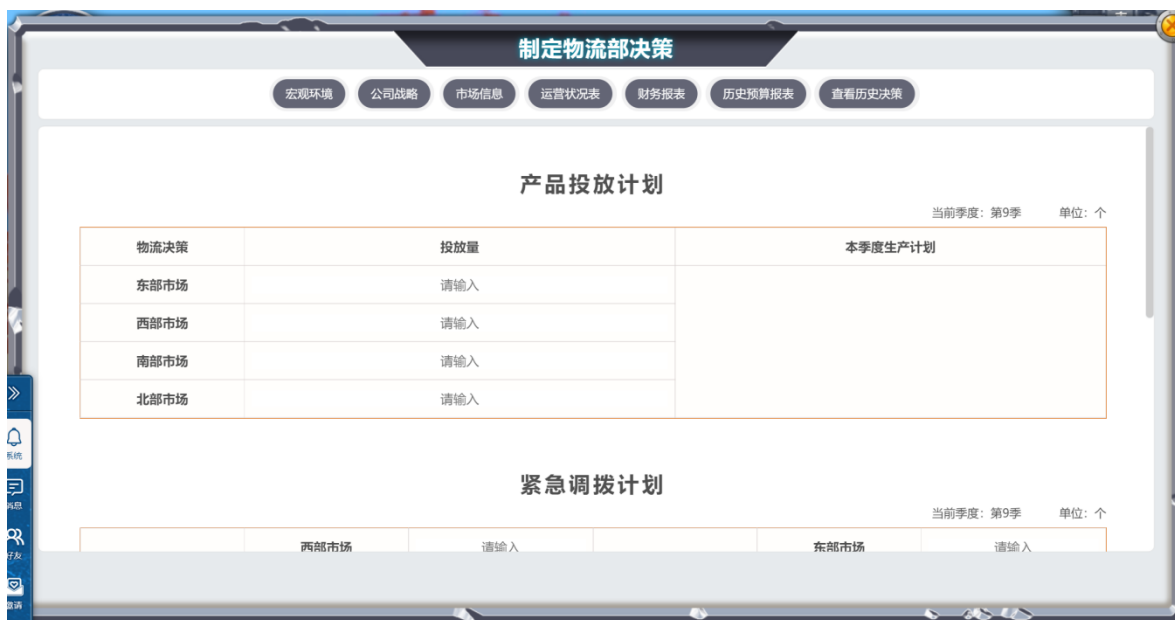 制定物流部决策
宏观环境 公司战略 市场信息 运营状况表 财务报表 历史预算报表 查看历史决策
产品投放计划
当前季度：第9季 单位：个
物流决策 投放量 本季度生产计划
东部市场 请输入
西部市场 请输入
南部市场 请输入
北部市场 请输入
系统
消息
好友
邀请
紧急调拨计划
当前季度：第9季 单位：个
西部市场 请输入 东部市场 请输入